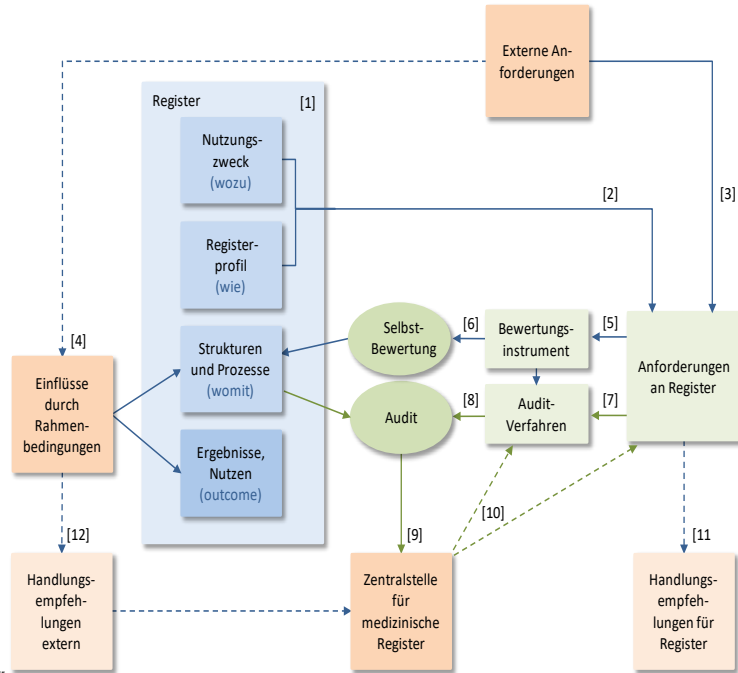 Externe An-
forderungen
Register
[1]
Nutzungs-
zweck
(wozu)
[2]
[3]
Register-
profil
(wie)
[4]
Selbst-
Bewertung
[6]
Bewertungs-
instrument
[5]
Strukturen
und Prozesse
(womit)
Einflüsse
durch
Rahmen-
bedingungen
Anforderungen
an Register
Audit
[8]
Audit-
Verfahren
[7]
Ergebnisse,
Nutzen
(outcome)
[10]
[12]
[9]
[11
Handlungs-
empfeh-
lungen
extern
Zentralstelle
für
medizinische
Register
Handlungs-
empfeh-
lungen für
Register